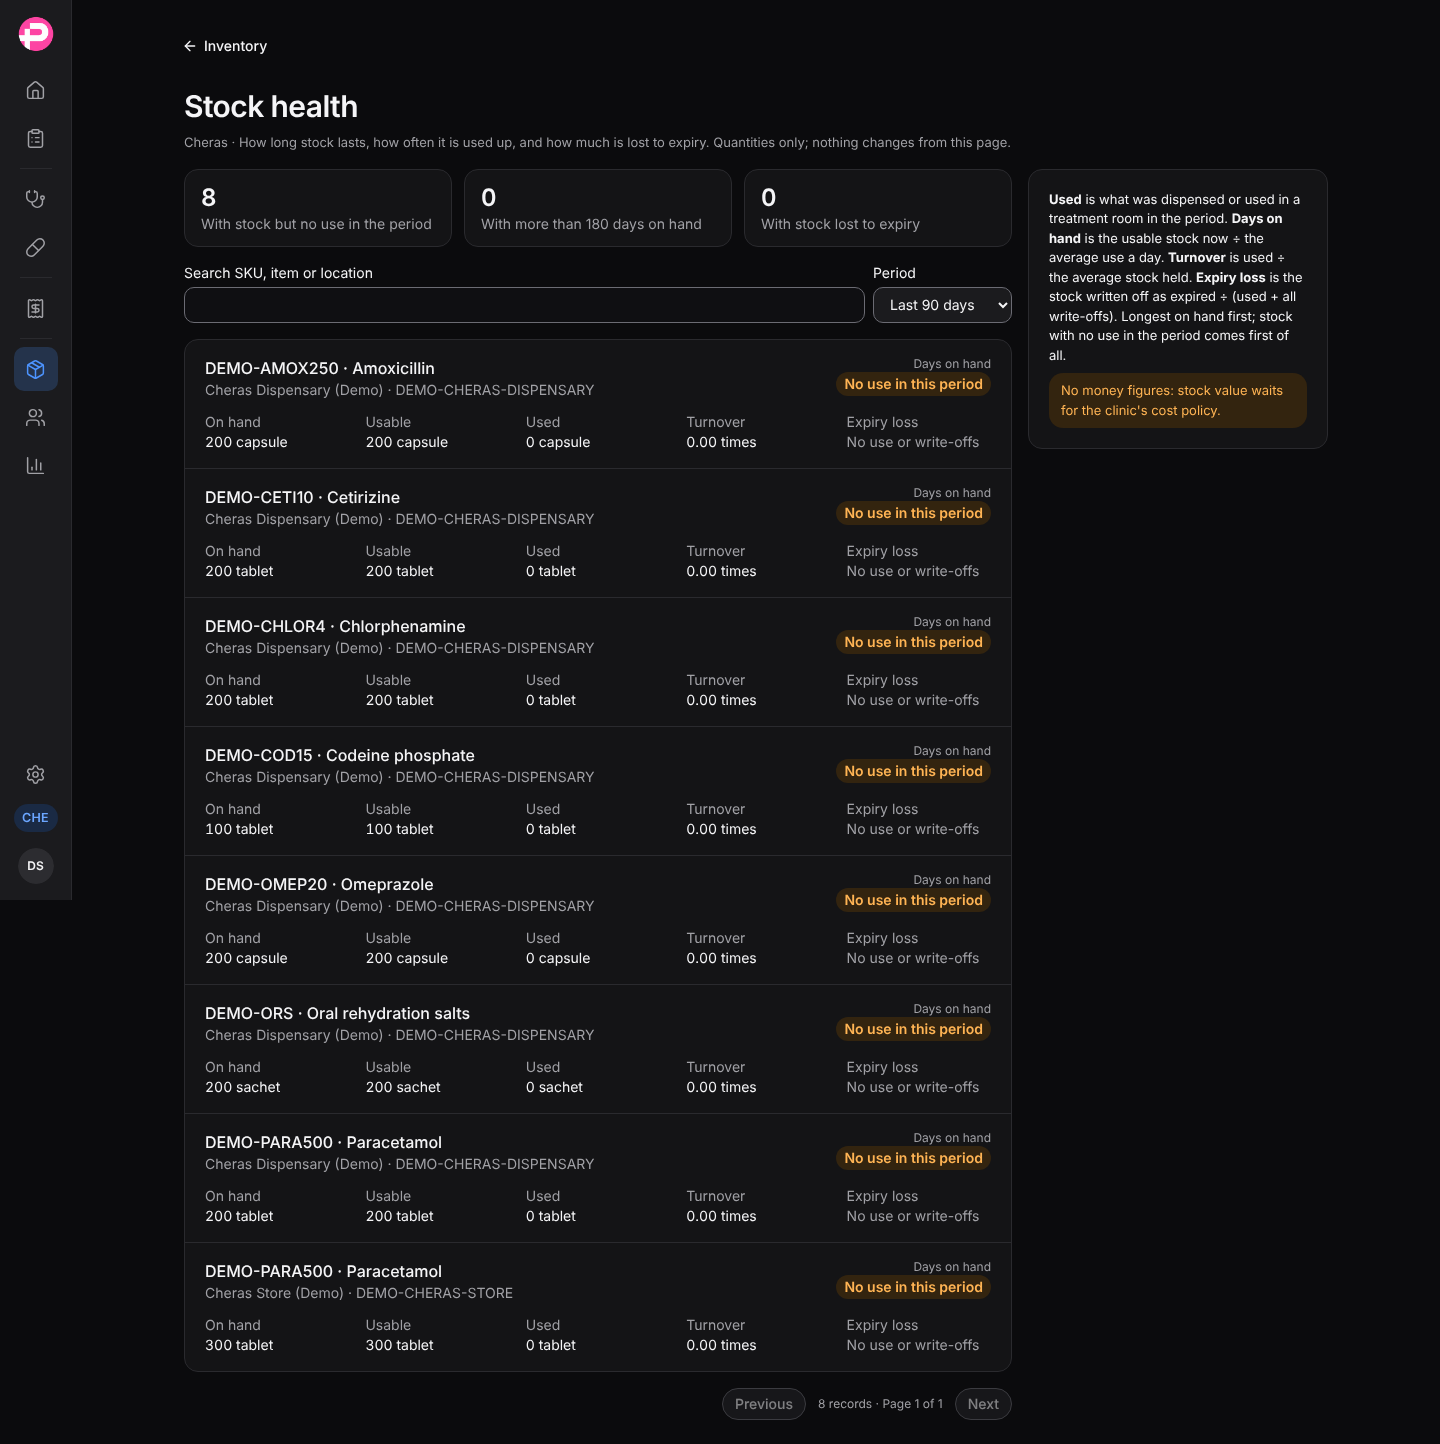 Inventory
Stock health
Cheras · How long stock lasts, how often it is used up, and how much is lost to expiry. Quantities only; nothing changes from this page.
8
With stock but no use in the period
0
With more than 180 days on hand
0
With stock lost to expiry
Used is what was dispensed or used in a
treatment room in the period. Days on
hand is the usable stock now ÷ the
average use a day. Turnover is used ÷
the average stock held. Expiry loss is the
stock written off as expired ÷ (used + all
write-offs). Longest on hand first; stock
with no use in the period comes first of
all.
No money figures: stock value waits
for the clinic's cost policy.
Search SKU, item or location
Period
Last 90 days
DEMO-AMOX250 · Amoxicillin
Cheras Dispensary (Demo) · DEMO-CHERAS-DISPENSARY
Days on hand
No use in this period
On hand Usable Used Turnover Expiry loss
200 capsule 200 capsule 0 capsule 0.00 times No use or write-offs
DEMO-CETI10 · Cetirizine
Cheras Dispensary (Demo) · DEMO-CHERAS-DISPENSARY
Days on hand
No use in this period
On hand Usable Used Turnover Expiry loss
200 tablet 200 tablet 0 tablet 0.00 times No use or write-offs
DEMO-CHLOR4 · Chlorphenamine
Cheras Dispensary (Demo) · DEMO-CHERAS-DISPENSARY
Days on hand
No use in this period
On hand Usable Used Turnover Expiry loss
200 tablet 200 tablet 0 tablet 0.00 times No use or write-offs
DEMO-COD15 · Codeine phosphate
Cheras Dispensary (Demo) · DEMO-CHERAS-DISPENSARY
Days on hand
No use in this period
On hand Usable Used Turnover Expiry loss
100 tablet 100 tablet 0 tablet 0.00 times No use or write-offs
DEMO-OMEP20 · Omeprazole
Cheras Dispensary (Demo) · DEMO-CHERAS-DISPENSARY
Days on hand
No use in this period
On hand Usable Used Turnover Expiry loss
200 capsule 200 capsule 0 capsule 0.00 times No use or write-offs
DEMO-ORS · Oral rehydration salts
Cheras Dispensary (Demo) · DEMO-CHERAS-DISPENSARY
Days on hand
No use in this period
On hand Usable Used Turnover Expiry loss
200 sachet 200 sachet 0 sachet 0.00 times No use or write-offs
DEMO-PARA500 · Paracetamol
Cheras Dispensary (Demo) · DEMO-CHERAS-DISPENSARY
Days on hand
No use in this period
On hand Usable Used Turnover Expiry loss
200 tablet 200 tablet 0 tablet 0.00 times No use or write-offs
DEMO-PARA500 · Paracetamol
Cheras Store (Demo) · DEMO-CHERAS-STORE
Days on hand
No use in this period
On hand Usable Used Turnover Expiry loss
300 tablet 300 tablet 0 tablet 0.00 times No use or write-offs
Previous 8 records · Page 1 of 1 Next
CHE
DS